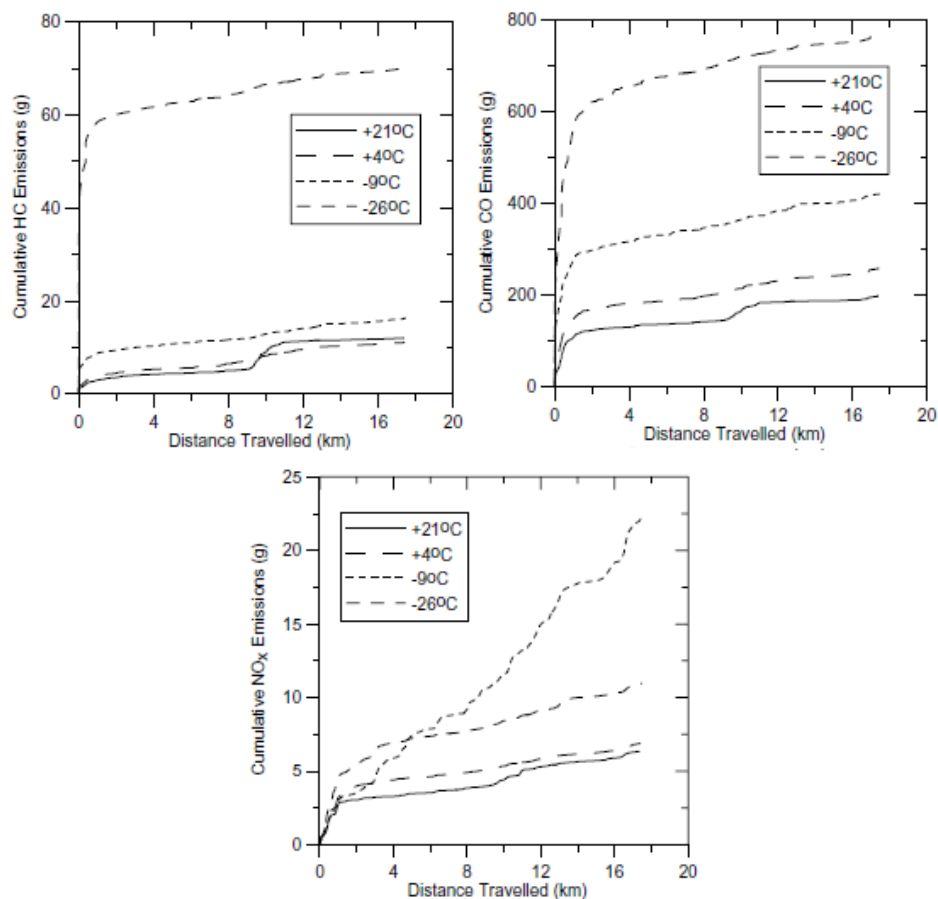 Cumulative HC Emissions (g)
80
60
40
20
0
+21ºC
+4ºC
-9ºC
-26ºC
0 4 8 12 16 20
Distance Travelled (km)
Cumulative CO Emissions (g)
800
600
400
200
0
+21ºC
+4ºC
-9ºC
-26ºC
0 4 8 12 16 20
Distance Travelled (km)
Cumulative NOX Emissions (g)
25
20
15
10
5
0
+21ºC
+4ºC
-9ºC
-26ºC
0 4 8 12 16 20
Distance Travelled (km)